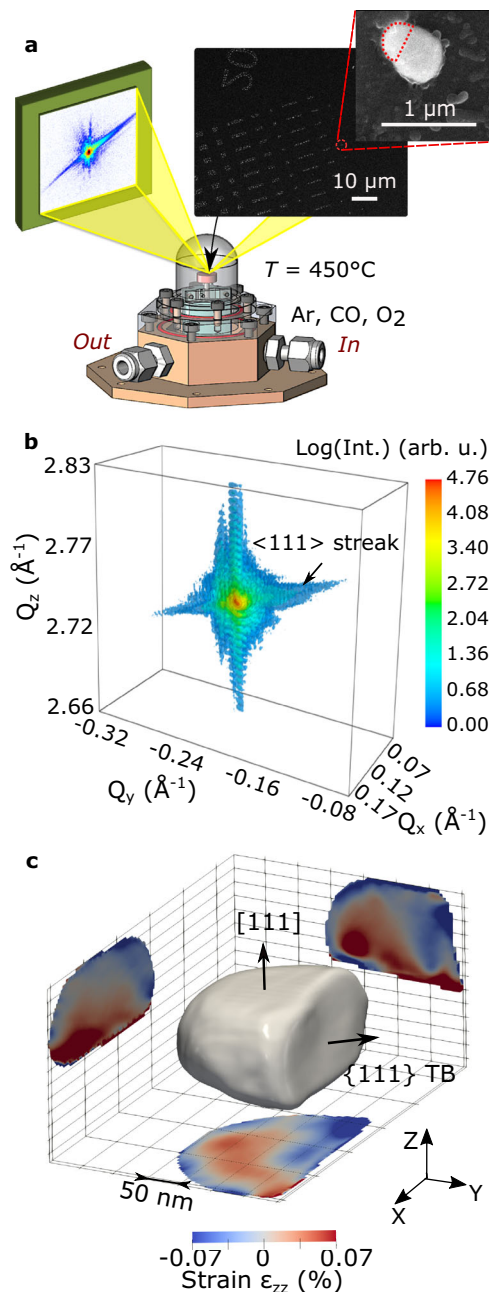 a
1 µm
10 µm
T = 450°C
Ar, CO, O2
Out
In
b
Log(Int.) (arb. u.)
2.83
2.77
2.72
2.66
Qz (Å-1)
<111> streak
4.76
4.08
3.40
2.72
2.04
1.36
0.68
0.00
-0.32
-0.24
-0.16
-0.08
Qy (Å-1)
0.07
0.12
0.17
Qx (Å-1)
c
[111]
{111} TB
50 nm
Z
Y
X
-0.07
0
0.07
Strain εzz (%)